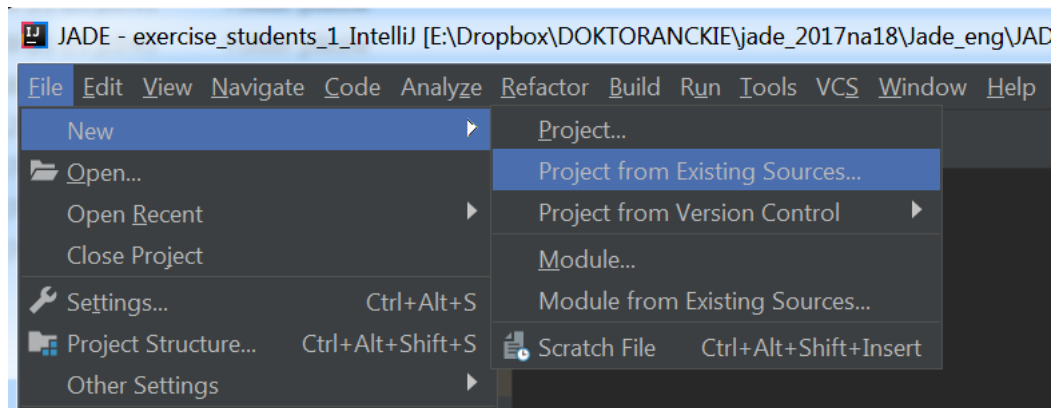 JADE - exercise_students_1_IntelliJ [E:\Dropbox\DOKTORANCKIE\jade_2017na18\Jade_eng\JAD
File Edit View Navigate Code Analyze Refactor Build Run Tools VCS Window Help
New
Open...
Open Recent
Close Project
Settings... Ctrl+Alt+S
Project Structure... Ctrl+Alt+Shift+S
Other Settings
Project...
Project from Existing Sources...
Project from Version Control
Module...
Module from Existing Sources...
Scratch File Ctrl+Alt+Shift+Insert